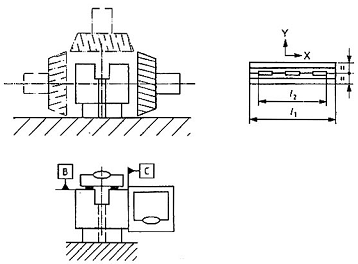 Y
X
=
=
l2
l1
B
C